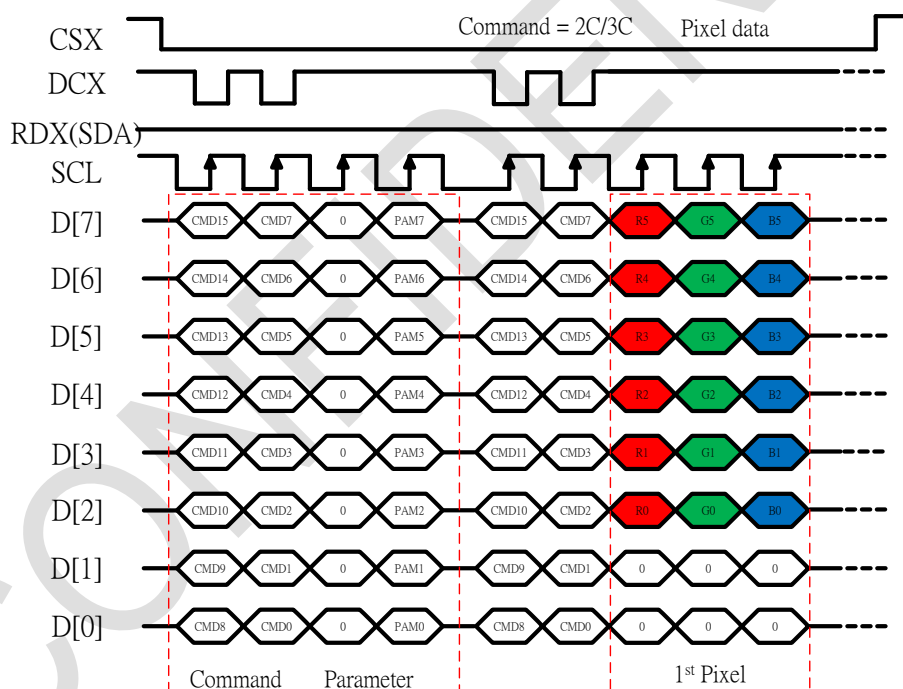 Command = 2C/3C Pixel data
CSX
DCX
RDX(SDA)
SCL
D[7] CMD15 CMD7 0 PAM7 CMD15 CMD7 R5 G5 B5
D[6] CMD14 CMD6 0 PAM6 CMD14 CMD6 R4 G4 B4
D[5] CMD13 CMD5 0 PAM5 CMD13 CMD5 R3 G3 B3
D[4] CMD12 CMD4 0 PAM4 CMD12 CMD4 R2 G2 B2
D[3] CMD11 CMD3 0 PAM3 CMD11 CMD3 R1 G1 B1
D[2] CMD10 CMD2 0 PAM2 CMD10 CMD2 R0 G0 B0
D[1] CMD9 CMD1 0 PAM1 CMD9 CMD1 0 0 0
D[0] CMD8 CMD0 0 PAM0 CMD8 CMD0 0 0 0
Command Parameter 1st Pixel
CONFIDEN